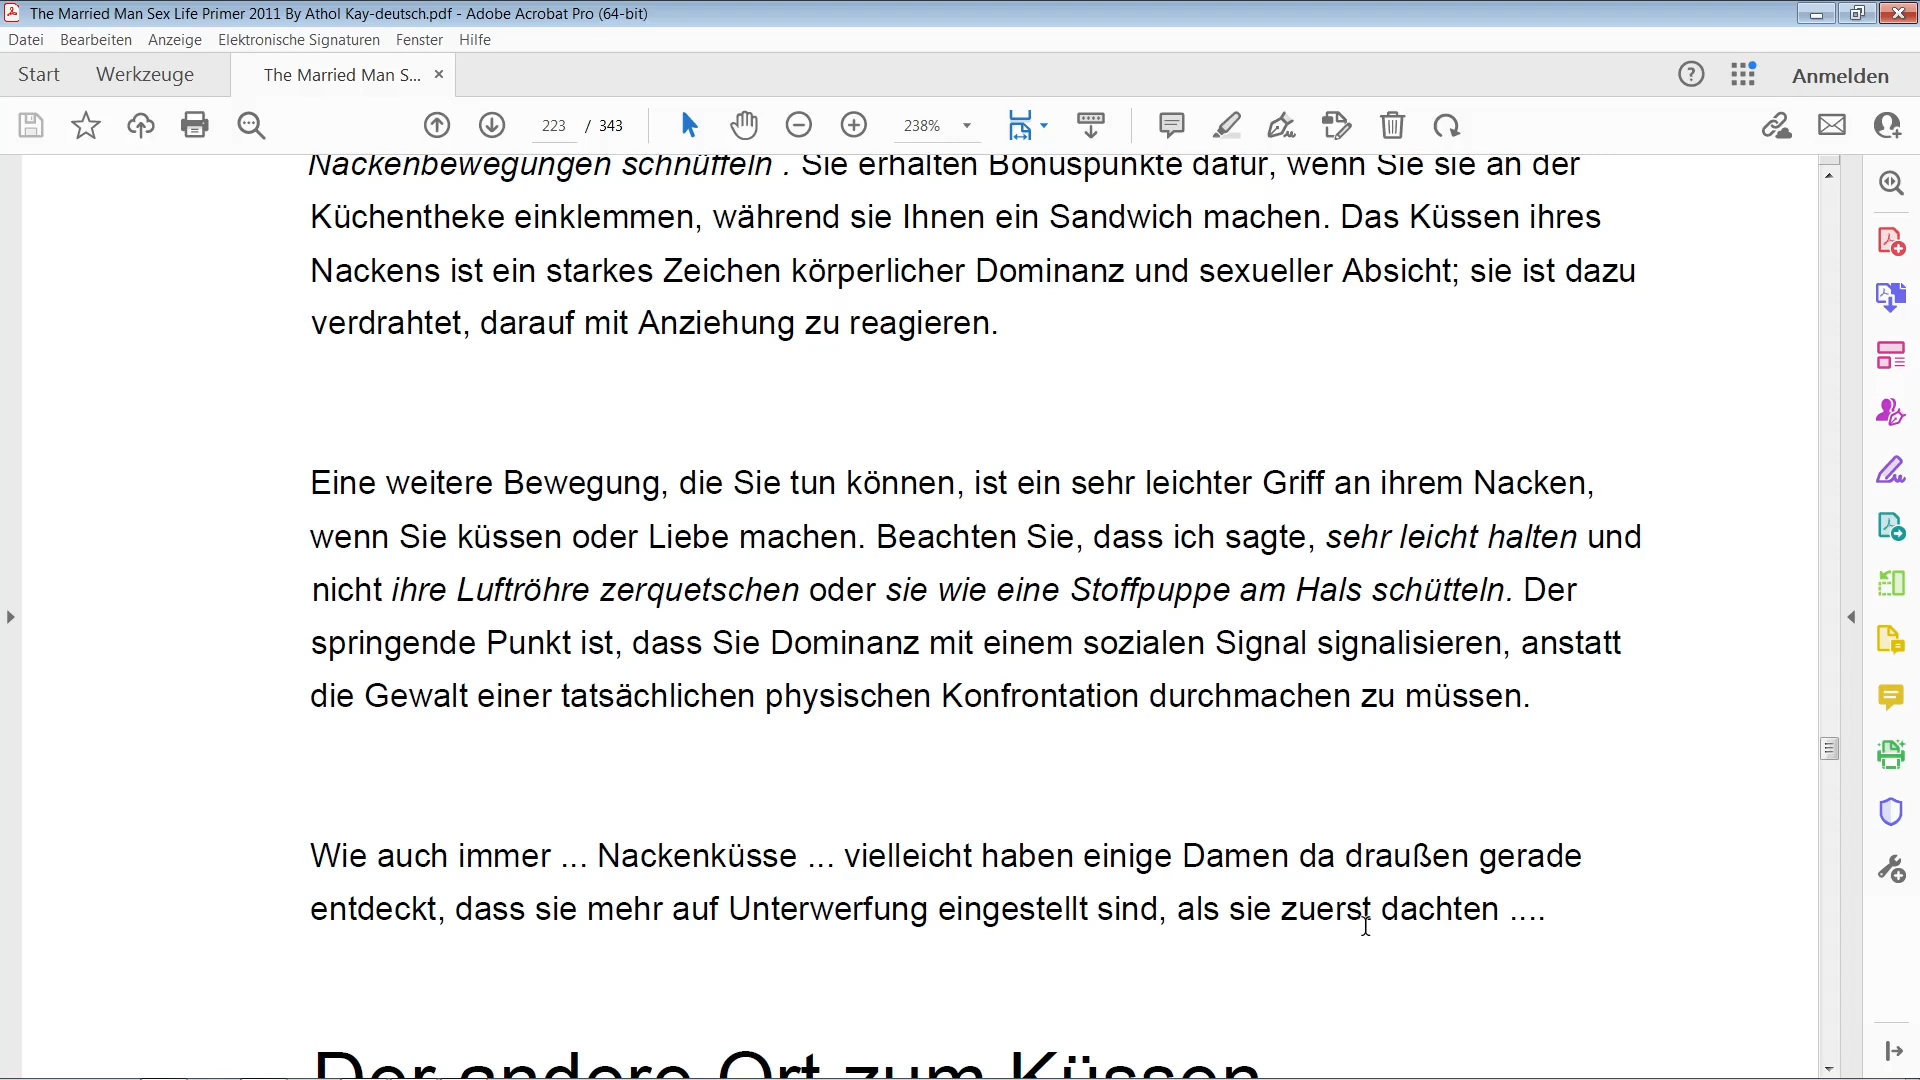 The Married Man Sex Life Primer 2011 By Athol Kay-deutsch.pdf - Adobe Acrobat Pro (64-bit)
Datei Bearbeiten Anzeige Elektronische Signaturen Fenster Hilfe
Start Werkzeuge The Married Man S... × Anmelden
223 / 343 238%
Nackenbewegungen schnüffeln . Sie erhalten Bonuspunkte dafür, wenn Sie sie an der
Küchentheke einklemmen, während sie Ihnen ein Sandwich machen. Das Küssen ihres
Nackens ist ein starkes Zeichen körperlicher Dominanz und sexueller Absicht; sie ist dazu
verdrahtet, darauf mit Anziehung zu reagieren.
Eine weitere Bewegung, die Sie tun können, ist ein sehr leichter Griff an ihrem Nacken,
wenn Sie küssen oder Liebe machen. Beachten Sie, dass ich sagte, sehr leicht halten und
nicht ihre Luftröhre zerquetschen oder sie wie eine Stoffpuppe am Hals schütteln. Der
springende Punkt ist, dass Sie Dominanz mit einem sozialen Signal signalisieren, anstatt
die Gewalt einer tatsächlichen physischen Konfrontation durchmachen zu müssen.
Wie auch immer ... Nackenküsse ... vielleicht haben einige Damen da draußen gerade
entdeckt, dass sie mehr auf Unterwerfung eingestellt sind, als sie zuerst dachten ....
Der andere Ort zum Küssen